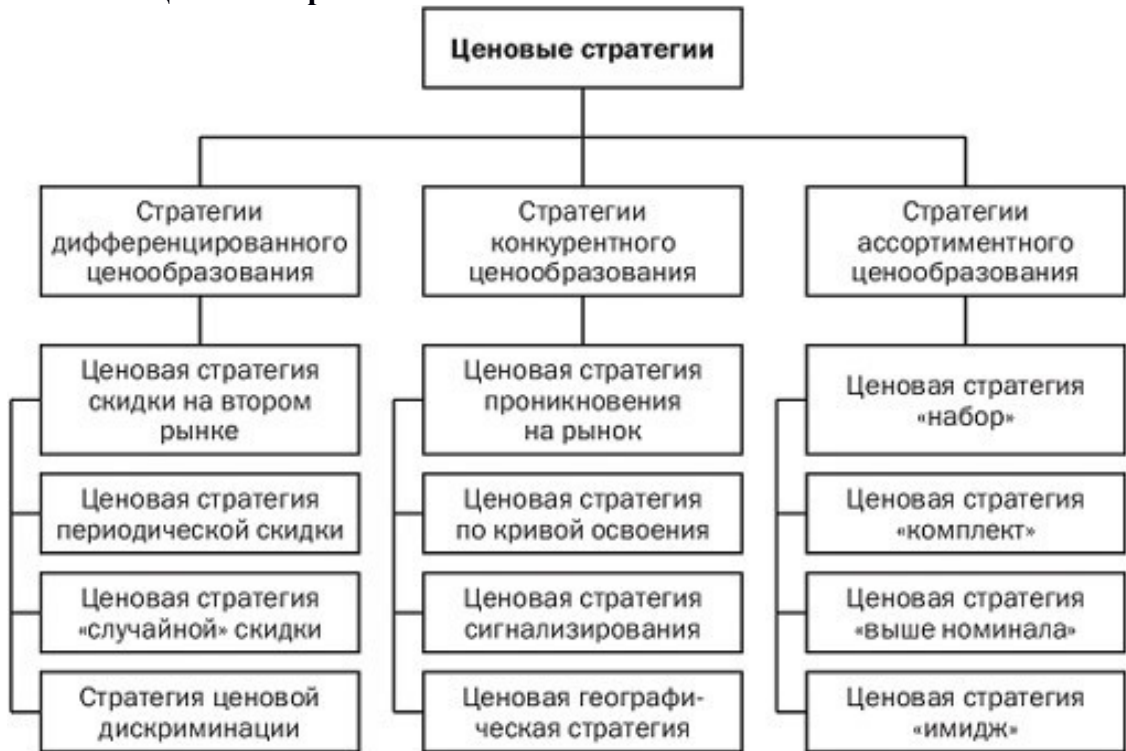 Ценовые стратегии
Стратегии
дифференцированного
ценообразования
Ценовая стратегия
скидки на втором
рынке
Ценовая стратегия
периодической скидки
Ценовая стратегия
«случайной» скидки
Стратегия ценовой
дискриминации
Стратегии
конкурентного
ценообразования
Ценовая стратегия
проникновения
на рынок
Ценовая стратегия
по кривой освоения
Ценовая стратегия
сигнализирования
Ценовая географи-
ческая стратегия
Стратегии
ассортиментного
ценообразования
Ценовая стратегия
«набор»
Ценовая стратегия
«комплект»
Ценовая стратегия
«выше номинала»
Ценовая стратегия
«имидж»